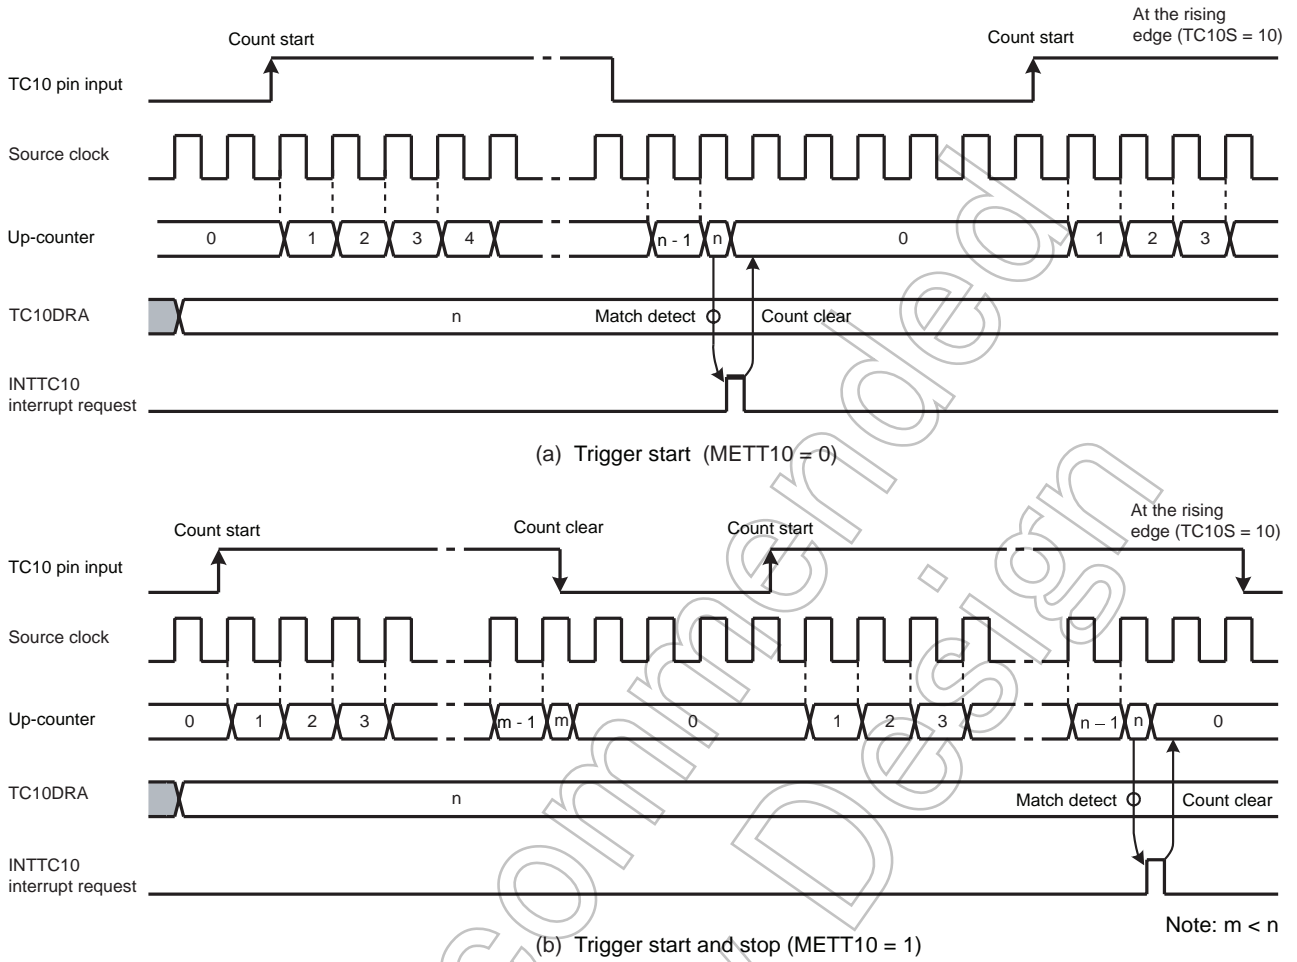 At the rising
edge (TC10S = 10)
Count start
Count start
TC10 pin input
Source clock
Up-counter
0
1
2
3
4
n - 1
n
0
1
2
3
TC10DRA
n
Match detect
Count clear
INTTC10
interrupt request
(a) Trigger start (METT10 = 0)
At the rising
edge (TC10S = 10)
Count start
Count clear
Count start
TC10 pin input
Source clock
Up-counter
0
1
2
3
m - 1
m
0
1
2
3
n – 1
n
0
TC10DRA
n
Match detect
Count clear
INTTC10
interrupt request
Note: m < n
(b) Trigger start and stop (METT10 = 1)
commended
Design